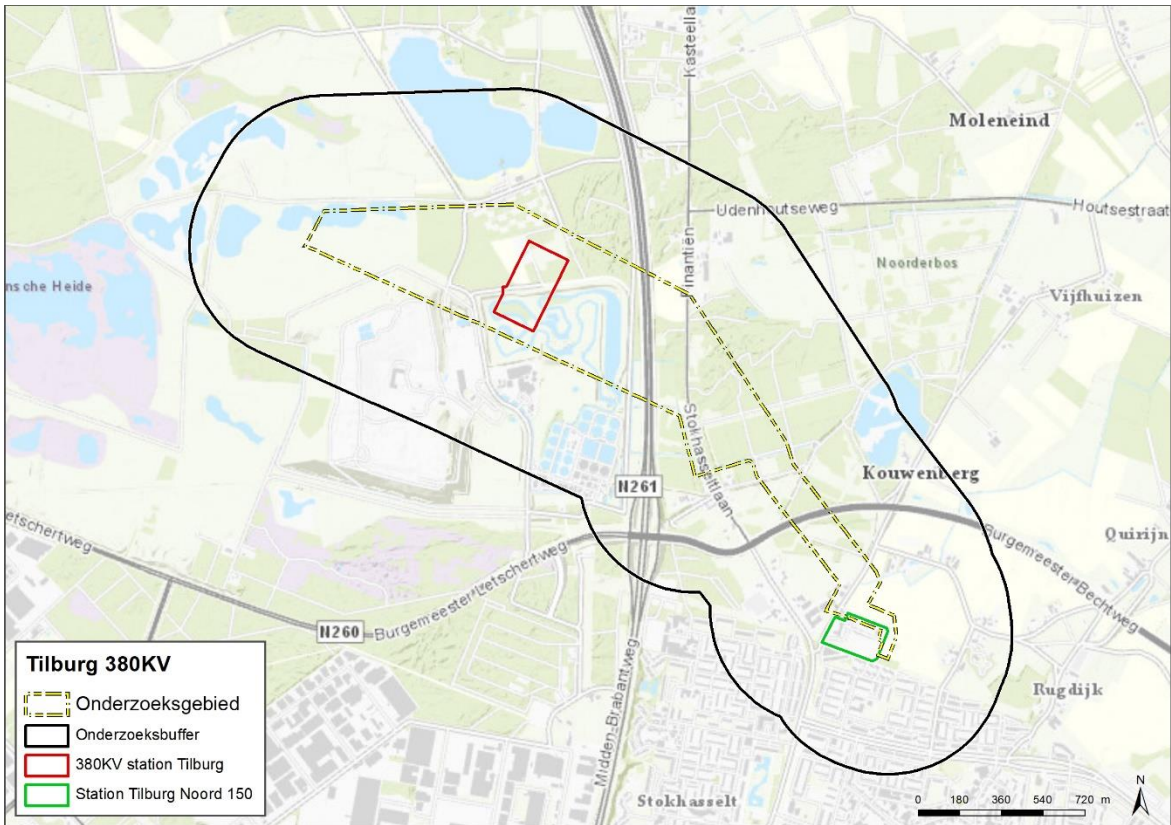 Kasteella
Moleneind
Udenhoutseweg
Houtsestraat
Noorderbos
nsche Heide
Pinantiën
Vijfhuizen
Stokhasseltlaan
Kouwenberg
N261
etschertweg
Burgemeester Letschertweg
Burgemeester Bechtweg
Quirijn
N260
Midden-Brabantweg
Rugdijk
Stokhasselt
Tilburg 380KV
Onderzoeksgebied
Onderzoeksbuffer
380KV station Tilburg
Station Tilburg Noord 150
0 180 360 540 720 m
N